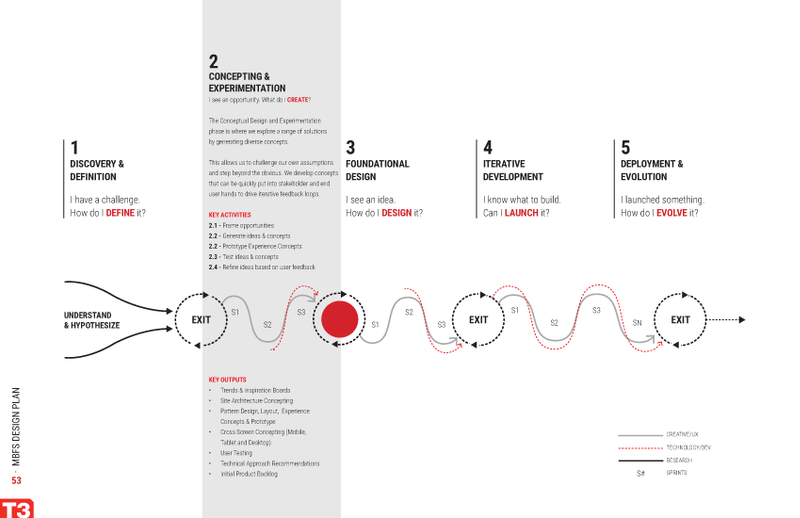 2
CONCEPTING &
EXPERIMENTATION
I see an opportunity. What do I CREATE?
The Conceptual Design and Experimentation
phase is where we explore a range of solutions
by generating diverse concepts.
This allows us to challenge our own assumptions
and step beyond the obvious. We develop concepts
that can be quickly put into stakeholder and end
user hands to drive iterative feedback loops.
KEY ACTIVITIES
2.1 - Frame opportunities
2.2 - Generate ideas & concepts
2.2 - Prototype Experience Concepts
2.3 - Test ideas & concepts
2.4 - Refine ideas based on user feedback
1
DISCOVERY &
DEFINITION
I have a challenge.
How do I DEFINE it?
3
FOUNDATIONAL
DESIGN
I see an idea.
How do I DESIGN it?
4
ITERATIVE
DEVELOPMENT
I know what to build.
Can I LAUNCH it?
5
DEPLOYMENT &
EVOLUTION
I launched something.
How do I EVOLVE it?
UNDERSTAND
& HYPOTHESIZE
EXIT
S1
S2
S3
S1
S2
S3
EXIT
S1
S2
S3
SN
EXIT
KEY OUTPUTS
• Trends & Inspiration Boards
• Site Architecture Concepting
• Pattern Design, Layout, Experience
Concepts & Prototype
• Cross Screen Concepting (Mobile,
Tablet and Desktop)
• User Testing
• Technical Approach Recommendations
• Initial Product Backlog
CREATIVE/UX
TECHNOLOGY/DEV
RESEARCH
S# SPRINTS
53 - MBFS DESIGN PLAN
T3